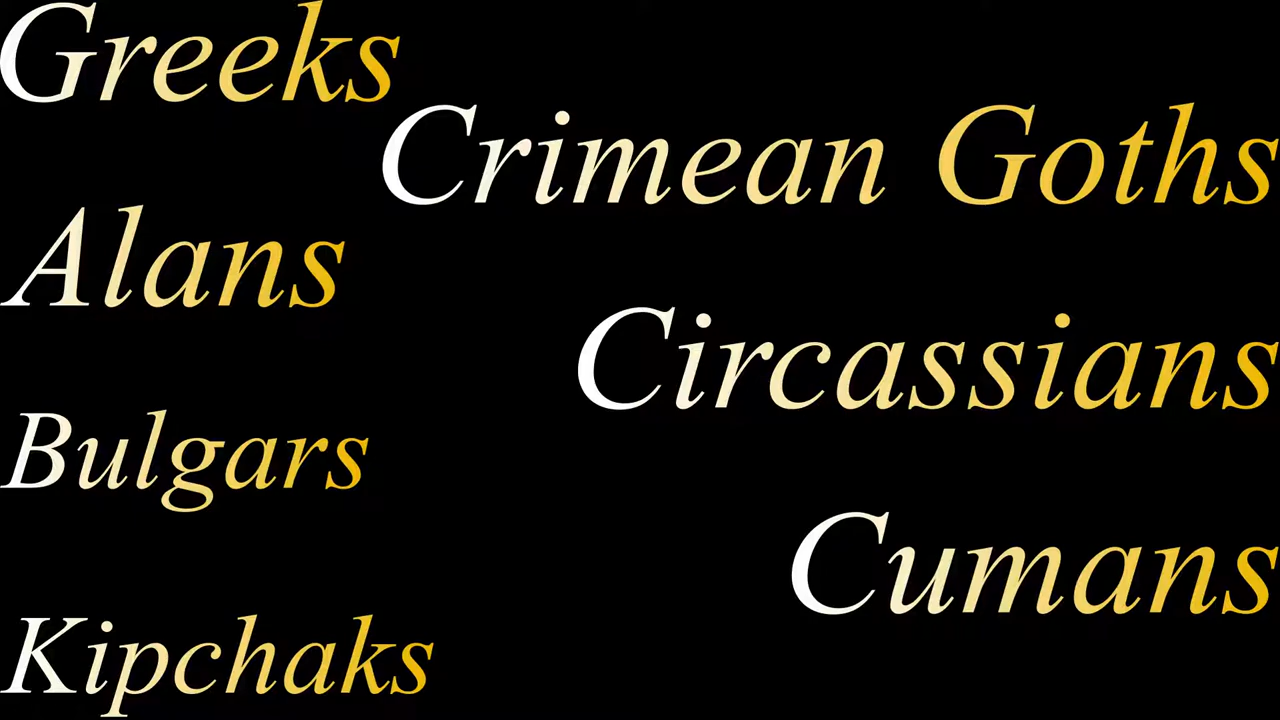 Greeks
Crimean Goths
Alans
Circassians
Bulgars
Cumans
Kipchaks